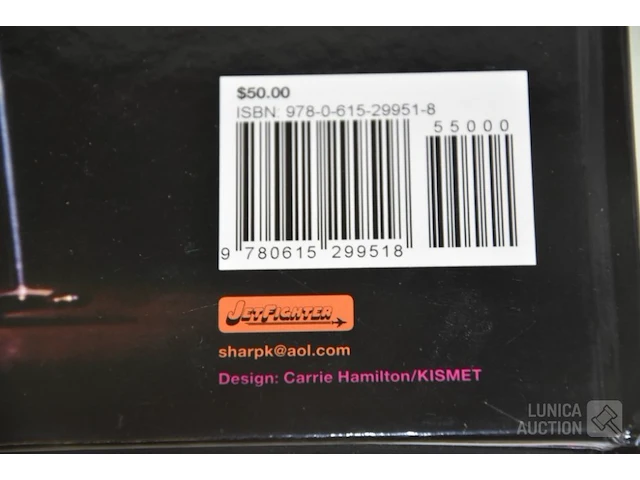 $50.00
ISBN: 978-0-615-29951-8
55000
9 780615 299518
JETFIGHTER
sharpk@aol.com
Design: Carrie Hamilton/KISMET
LUNICA
AUCTION